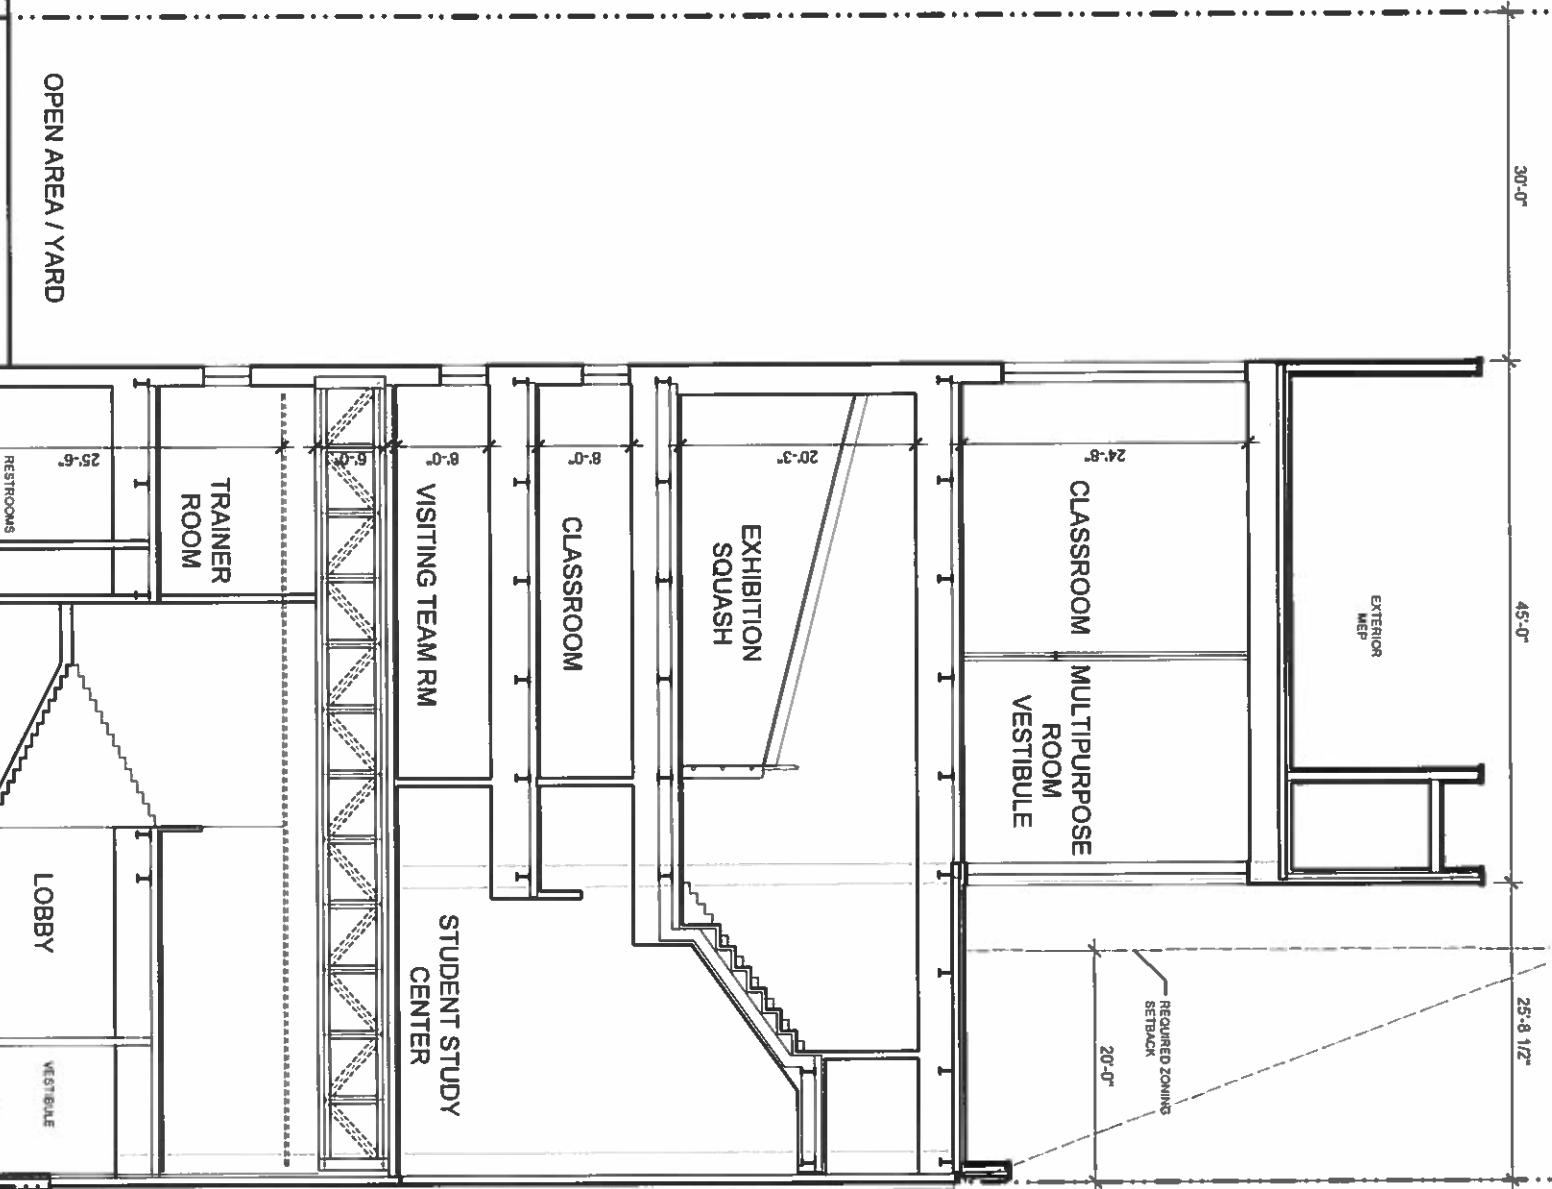 30'-0"
45'-0"
25'-8 1/2"
EXTERIOR
MEP
REQUIRED ZONING
SETBACK
20'-0"
24'-8"
CLASSROOM
MULTIPURPOSE
ROOM
VESTIBULE
20'-3"
EXHIBITION
SQUASH
8'-0"
CLASSROOM
8'-0"
VISITING TEAM RM
STUDENT STUDY
CENTER
6'-0"
TRAINER
ROOM
OPEN AREA / YARD
25'-6"
RESTROOMS
LOBBY
VESTIBULE